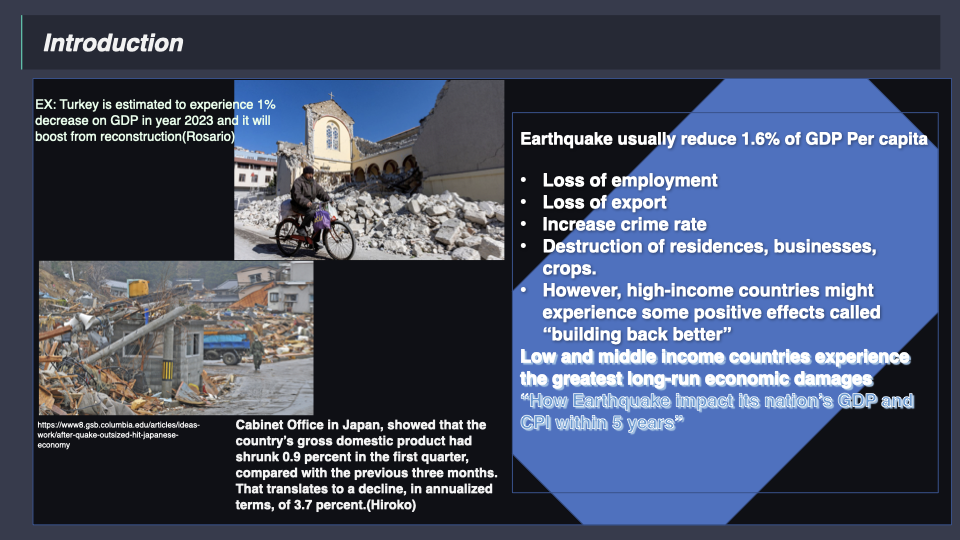 Introduction
EX: Turkey is estimated to experience 1%
decrease on GDP in year 2023 and it will
boost from reconstruction(Rosario)
https://www8.gsb.columbia.edu/articles/ideas-
work/after-quake-outsized-hit-japanese-
economy
Cabinet Office in Japan, showed that the
country’s gross domestic product had
shrunk 0.9 percent in the first quarter,
compared with the previous three months.
That translates to a decline, in annualized
terms, of 3.7 percent.(Hiroko)
Earthquake usually reduce 1.6% of GDP Per capita
• Loss of employment
• Loss of export
• Increase crime rate
• Destruction of residences, businesses,
crops.
• However, high-income countries might
experience some positive effects called
“building back better”
Low and middle income countries experience
the greatest long-run economic damages
“How Earthquake impact its nation’s GDP and
CPI within 5 years”